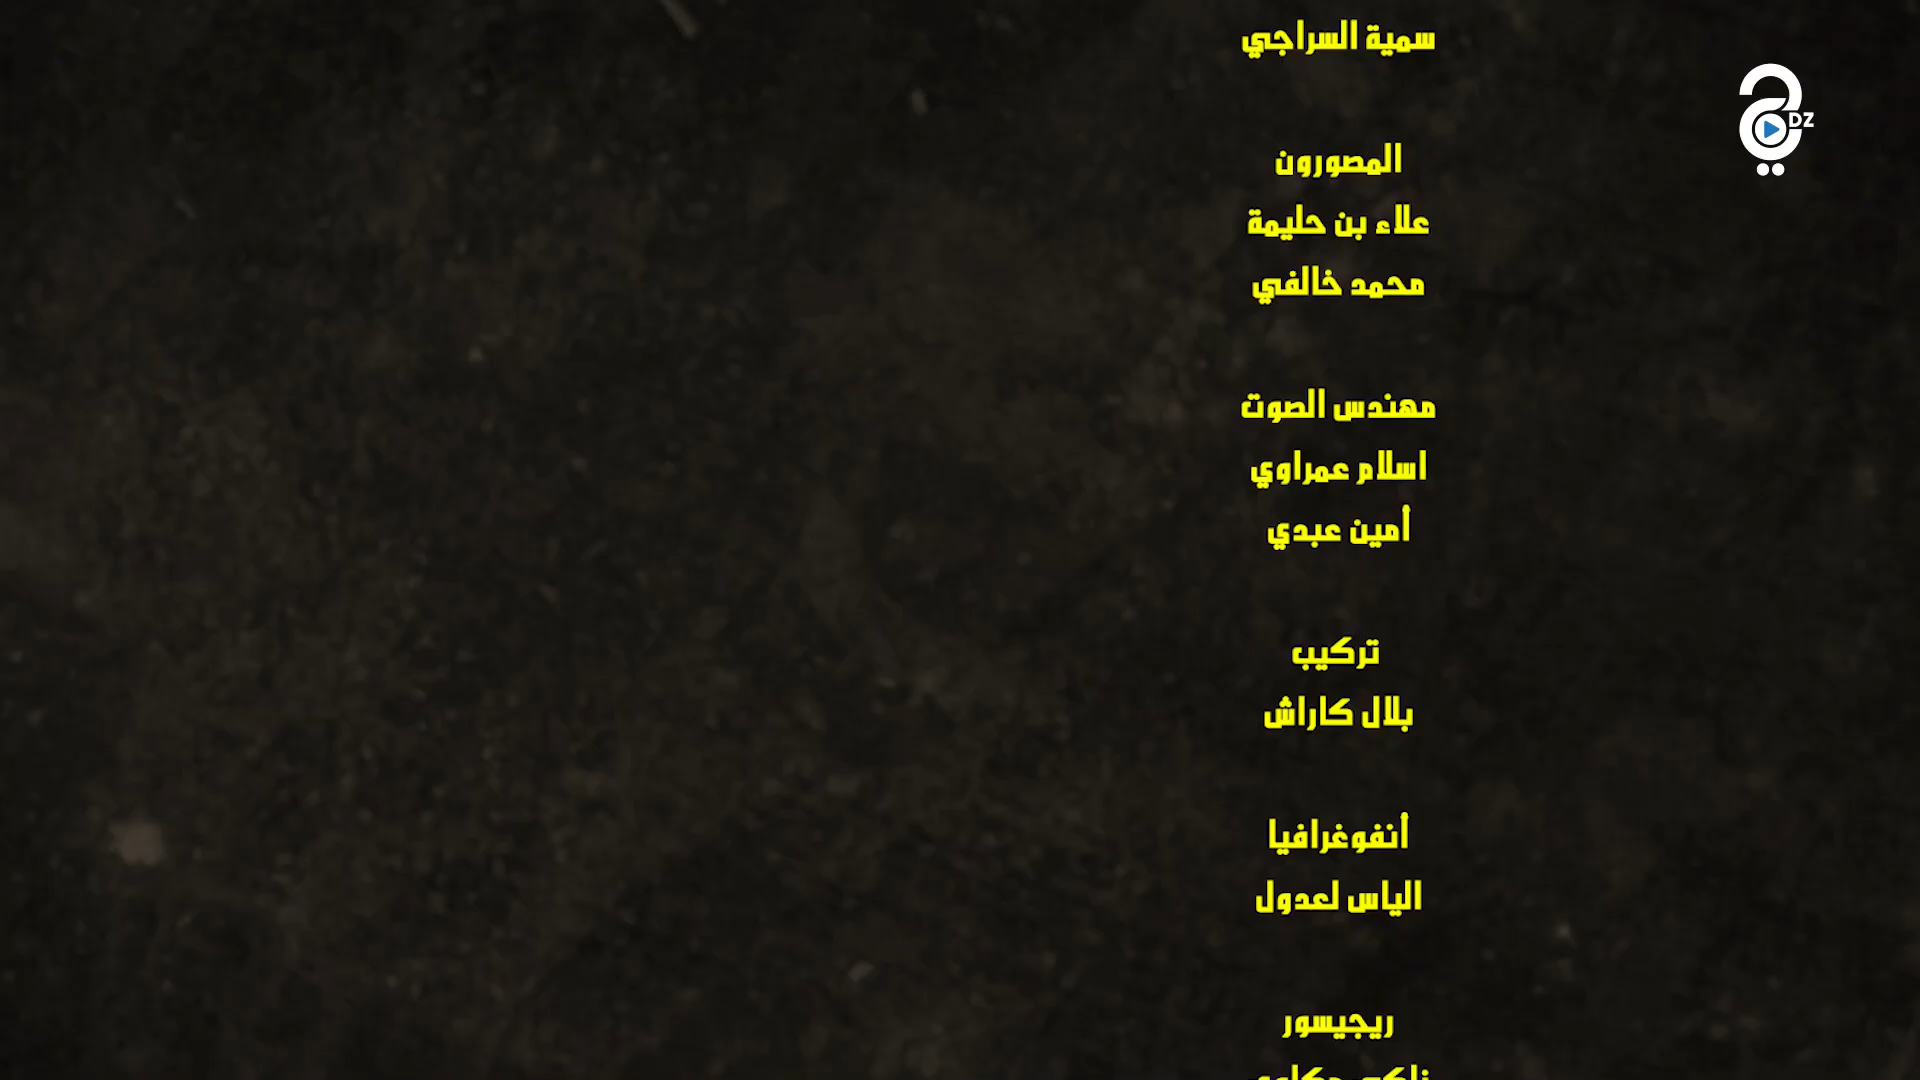 سمية السراجي
DZ
المصورون
علاء بن حليمة
محمد خالفي
مهندس الصوت
اسلام عمراوي
أمين عبدي
تركيب
بلال كاراش
أنفوغرافيا
الياس لعدول
ريجيسور